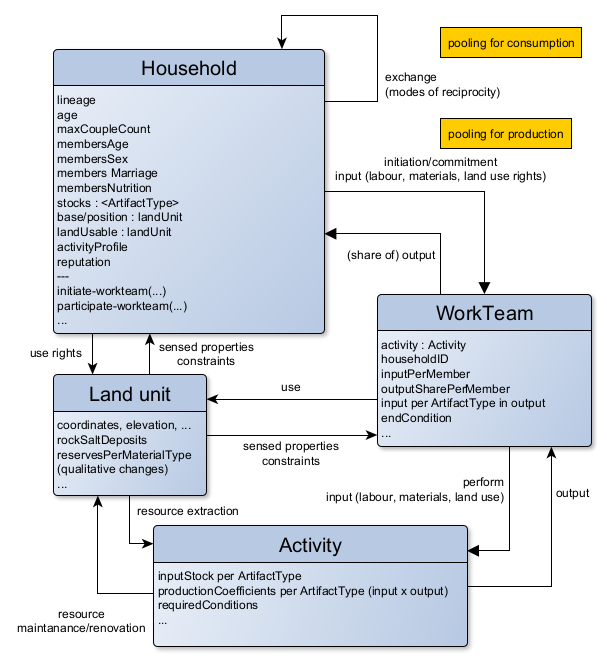 pooling for consumption
Household
exchange
(modes of reciprocity)
lineage
age
maxCoupleCount
membersAge
membersSex
members Marriage
membersNutrition
stocks : <ArtifactType>
base/position : landUnit
landUsable : landUnit
activityProfile
reputation
---
initiate-workteam(...)
participate-workteam(...)
...
pooling for production
initiation/commitment
input (labour, materials, land use rights)
(share of) output
WorkTeam
activity : Activity
householdID
inputPerMember
outputSharePerMember
input per ArtifactType in output
endCondition
...
use rights
sensed properties
constraints
Land unit
coordinates, elevation, ...
rockSaltDeposits
reservesPerMaterialType
(qualitative changes)
...
use
sensed properties
constraints
perform
input (labour, materials, land use)
output
resource extraction
Activity
inputStock per ArtifactType
productionCoefficients per ArtifactType (input x output)
requiredConditions
...
resource
maintanance/renovation